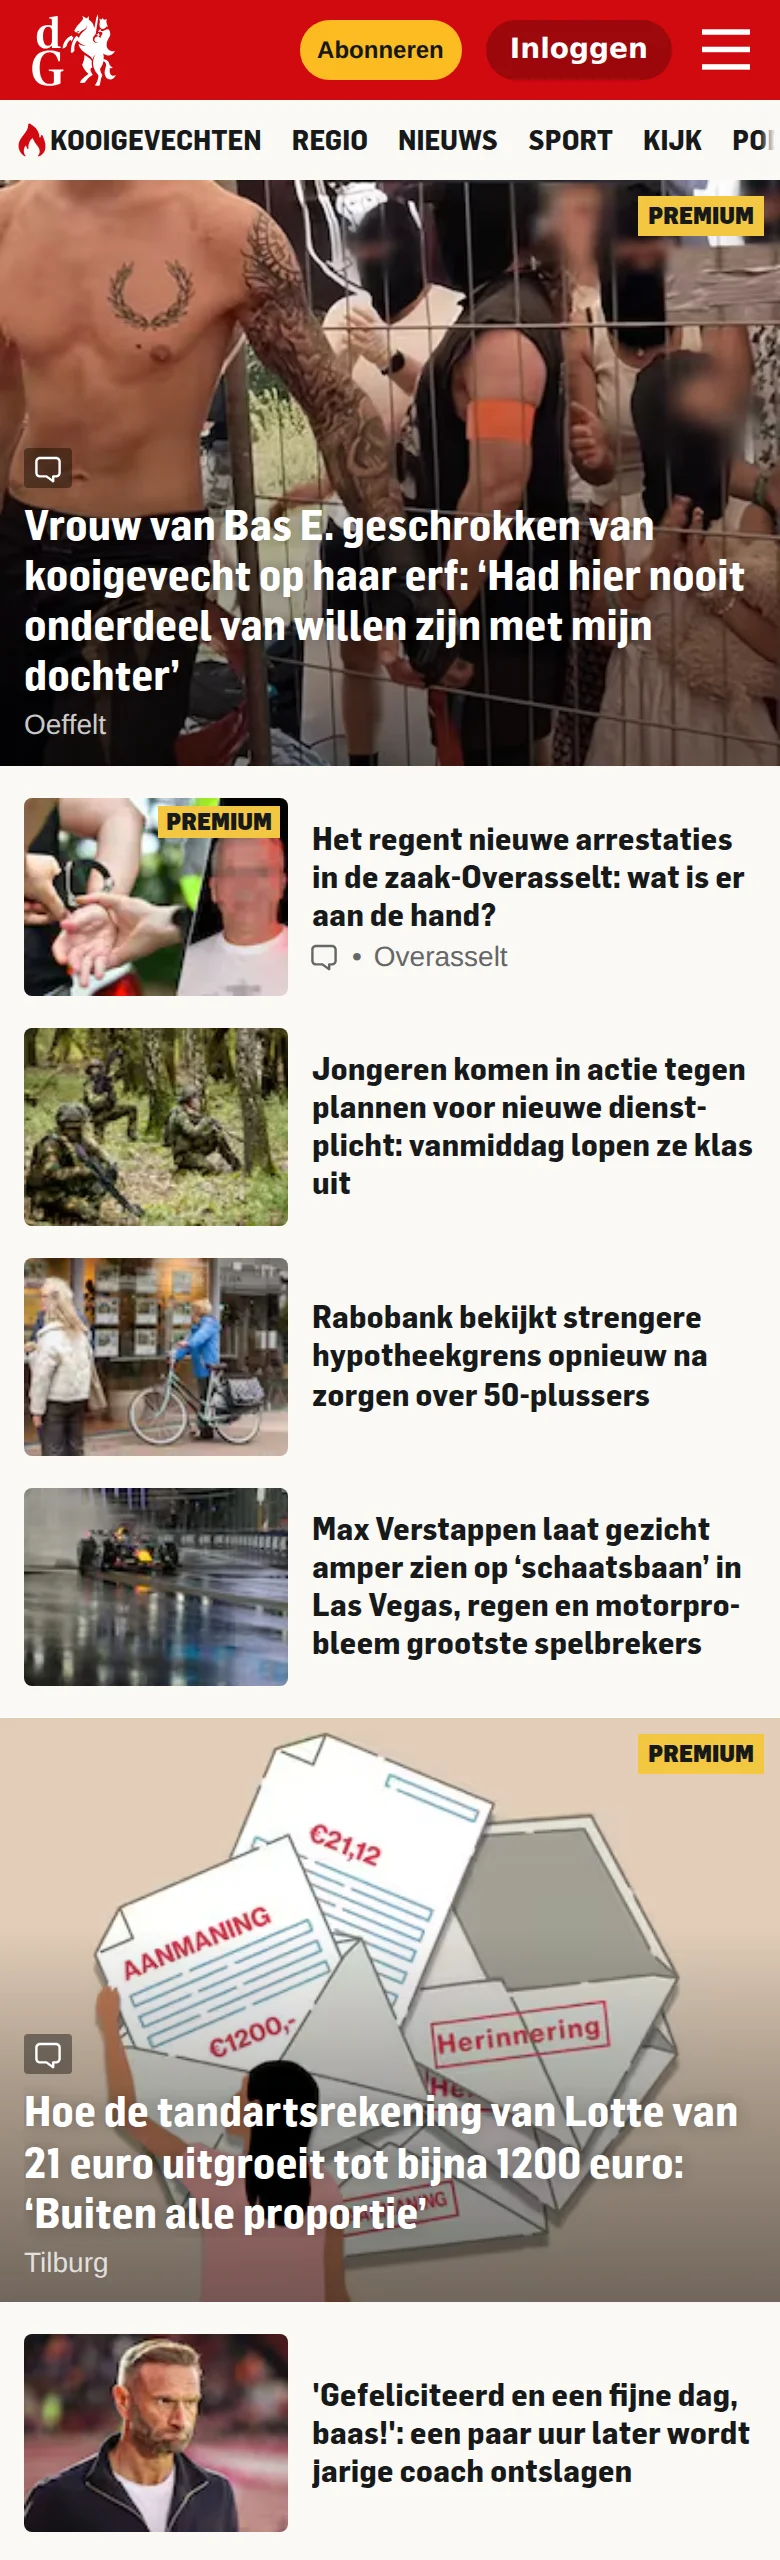 dG
Abonneren
Inloggen
KOOIGEVECHTEN REGIO NIEUWS SPORT KIJK
PREMIUM
Vrouw van Bas E. geschrokken van
kooigevecht op haar erf: ‘Had hier nooit
onderdeel van willen zijn met mijn
dochter’
Oeffelt
PREMIUM
Het regent nieuwe arrestaties
in de zaak-Overasselt: wat is er
aan de hand?
• Overasselt
Jongeren komen in actie tegen
plannen voor nieuwe dienst-
plicht: vanmiddag lopen ze klas
uit
Rabobank bekijkt strengere
hypotheekgrens opnieuw na
zorgen over 50-plussers
Max Verstappen laat gezicht
amper zien op ‘schaatsbaan’ in
Las Vegas, regen en motorpro-
bleem grootste spelbrekers
PREMIUM
€21,12
AANMANING
€1200,-
Herinnering
Hoe de tandartsrekening van Lotte van
21 euro uitgroeit tot bijna 1200 euro:
‘Buiten alle proportie’
Tilburg
'Gefeliciteerd en een fijne dag,
baas!': een paar uur later wordt
jarige coach ontslagen